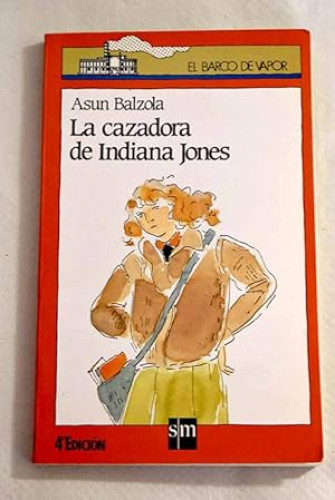 EL BARCO DE VAPOR
Asun Balzola
La cazadora
de Indiana Jones
4ª EDICIÓN
sm